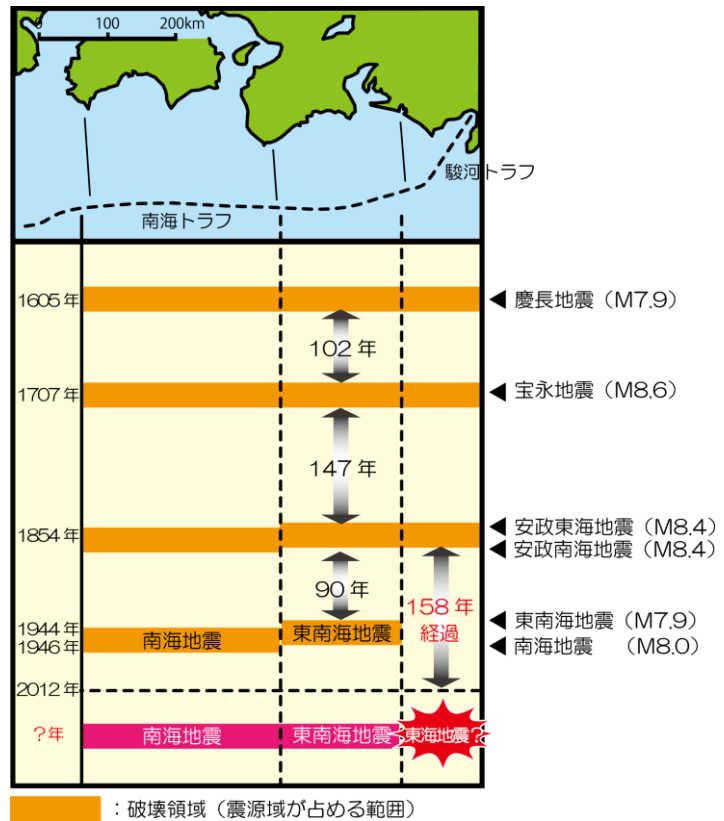 0 100 200km
駿河トラフ
南海トラフ
1605年
◀ 慶長地震（M7.9）
102年
1707年
◀ 宝永地震（M8.6）
147年
1854年
◀ 安政東海地震（M8.4）
◀ 安政南海地震（M8.4）
90年
158年
経過
1944年
1946年
南海地震
東南海地震
◀ 東南海地震（M7.9）
◀ 南海地震　（M8.0）
2012年
？年
南海地震
東南海地震
東海地震？
：破壊領域（震源域が占める範囲）